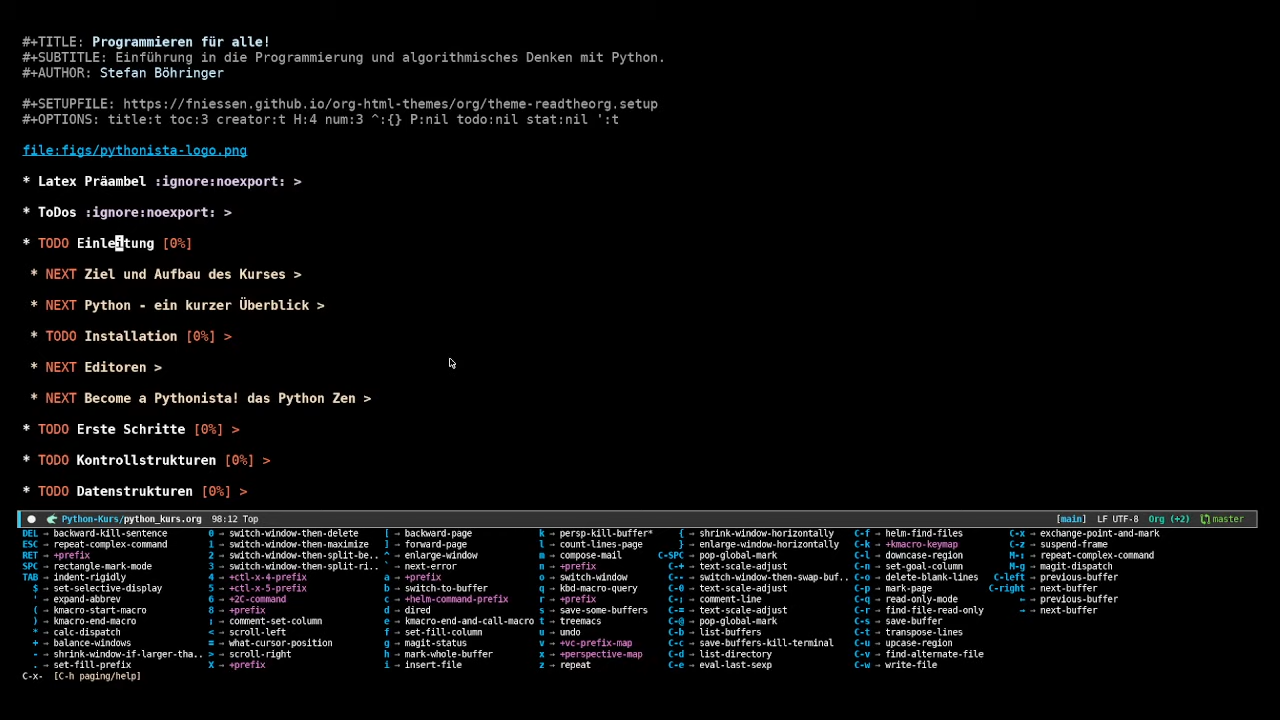 #+TITLE: Programmieren für alle!
#+SUBTITLE: Einführung in die Programmierung und algorithmisches Denken mit Python.
#+AUTHOR: Stefan Böhringer
#+SETUPFILE: https://fniessen.github.io/org-html-themes/org/theme-readtheorg.setup
#+OPTIONS: title:t toc:3 creator:t H:4 num:3 ^:{} P:nil todo:nil stat:nil ':t
file:figs/pythonista-logo.png
* Latex Präambel :ignore:noexport: >
* ToDos :ignore:noexport: >
* TODO Einleitung [0%]
* NEXT Ziel und Aufbau des Kurses >
* NEXT Python - ein kurzer Überblick >
* TODO Installation [0%] >
* NEXT Editoren >
* NEXT Become a Pythonista! das Python Zen >
* TODO Erste Schritte [0%] >
* TODO Kontrollstrukturen [0%] >
* TODO Datenstrukturen [0%] >
Python-Kurs/python_kurs.org 98:12 Top [main] LF UTF-8 Org (+2) master
DEL → backward-kill-sentence 0 → switch-window-then-delete [ → backward-page k → persp-kill-buffer* { → shrink-window-horizontally C-f → helm-find-files C-x → exchange-point-and-mark
ESC → repeat-complex-command 1 → switch-window-then-maximize ] → forward-page l → count-lines-page } → enlarge-window-horizontally C-k → +kmacro-keymap C-z → suspend-frame
RET → +prefix 2 → switch-window-then-split-be.. ^ → enlarge-window m → compose-mail C-SPC → pop-global-mark C-l → downcase-region M-: → repeat-complex-command
SPC → rectangle-mark-mode 3 → switch-window-then-split-ri.. ` → next-error n → +prefix C-+ → text-scale-adjust C-n → set-goal-column M-g → magit-dispatch
TAB → indent-rigidly 4 → +ctl-x-4-prefix a → +prefix o → switch-window C-- → switch-window-then-swap-buf.. C-o → delete-blank-lines C-left → previous-buffer
$ → set-selective-display 5 → +ctl-x-5-prefix b → switch-to-buffer q → kbd-macro-query C-0 → text-scale-adjust C-p → mark-page C-right → next-buffer
' → expand-abbrev 6 → +2C-command c → +helm-command-prefix r → +prefix C-; → comment-line C-q → read-only-mode ← → previous-buffer
( → kmacro-start-macro 8 → +prefix d → dired s → save-some-buffers C-= → text-scale-adjust C-r → find-file-read-only → → next-buffer
) → kmacro-end-macro ; → comment-set-column e → kmacro-end-and-call-macro t → treemacs C-@ → pop-global-mark C-s → save-buffer
* → calc-dispatch < → scroll-left f → set-fill-column u → undo C-b → list-buffers C-t → transpose-lines
+ → balance-windows = → what-cursor-position g → magit-status v → +vc-prefix-map C-c → save-buffers-kill-terminal C-u → upcase-region
- → shrink-window-if-larger-tha.. > → scroll-right h → mark-whole-buffer x → +perspective-map C-d → list-directory C-v → find-alternate-file
. → set-fill-prefix X → +prefix i → insert-file z → repeat C-e → eval-last-sexp C-w → write-file
C-x- [C-h paging/help]